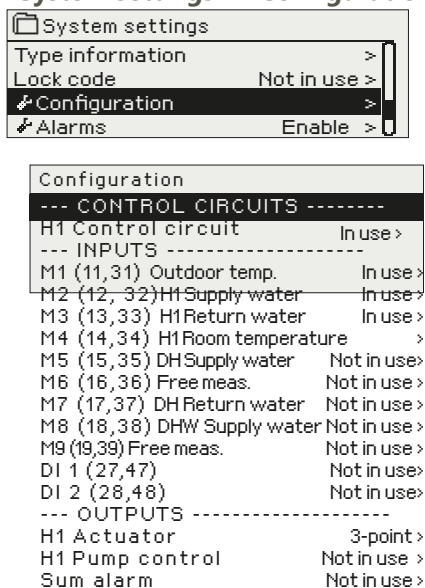 System settings
Type information >
Lock code Not in use >
Configuration >
Alarms Enable >
Configuration
--- CONTROL CIRCUITS --------
H1 Control circuit In use >
--- INPUTS --------------------
M1 (11,31) Outdoor temp. In use >
M2 (12, 32) H1 Supply water In use >
M3 (13,33) H1 Return water In use >
M4 (14,34) H1 Room temperature >
M5 (15,35) DH Supply water Not in use>
M6 (16,36) Free meas. Not in use >
M7 (17,37) DH Return water Not in use >
M8 (18,38) DHW Supply water Not in use >
M9 (19,39) Free meas. Not in use >
DI 1 (27,47) Not in use>
DI 2 (28,48) Not in use>
--- OUTPUTS --------------------
H1 Actuator 3-point >
H1 Pump control Not in use >
Sum alarm Not in use >